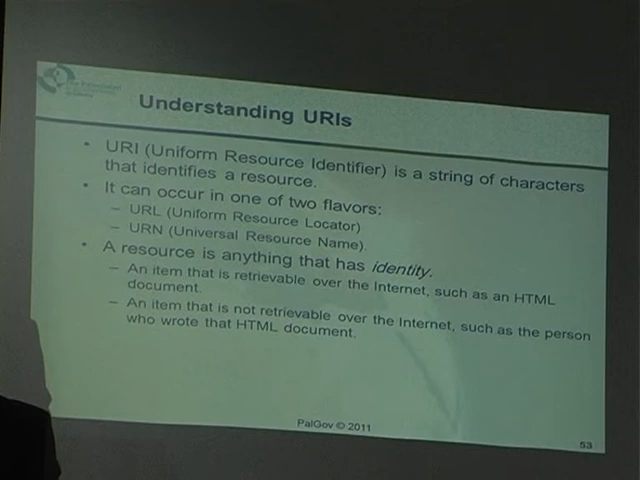 The Palestinian
Understanding URIs
• URI (Uniform Resource Identifier) is a string of characters
that identifies a resource.
• It can occur in one of two flavors:
– URL (Uniform Resource Locator)
– URN (Universal Resource Name).
• A resource is anything that has identity.
– An item that is retrievable over the Internet, such as an HTML
document.
– An item that is not retrievable over the Internet, such as the person
who wrote that HTML document.
PalGov © 2011
53